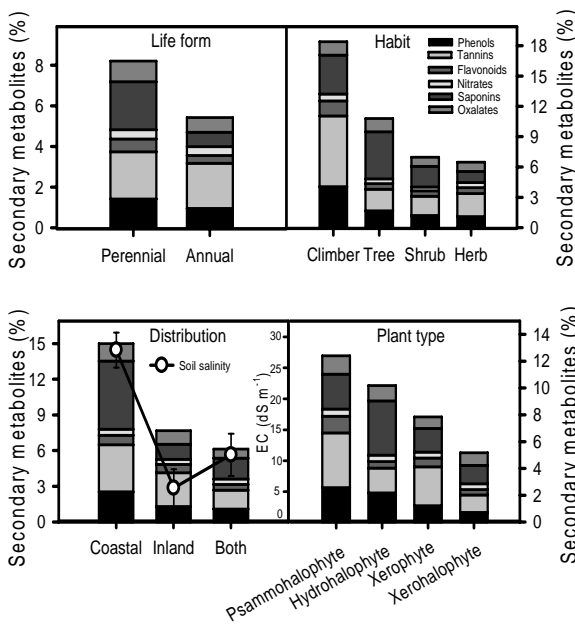 Life form
Habit
Secondary metabolites (%)
8
6
4
2
0
Perennial Annual
Phenols
Tannins
Flavonoids
Nitrates
Saponins
Oxalates
18
15
12
9
6
3
0
Secondary metabolites (%)
Climber Tree Shrub Herb
Distribution
Plant type
Soil salinity
Secondary metabolites (%)
15
12
9
6
3
0
Coastal Inland Both
EC (dS m-1)
30
25
20
15
10
5
0
14
12
10
8
6
4
2
0
Secondary metabolites (%)
Psammohalophyte
Hydrohalophyte
Xerophyte
Xerohalophyte